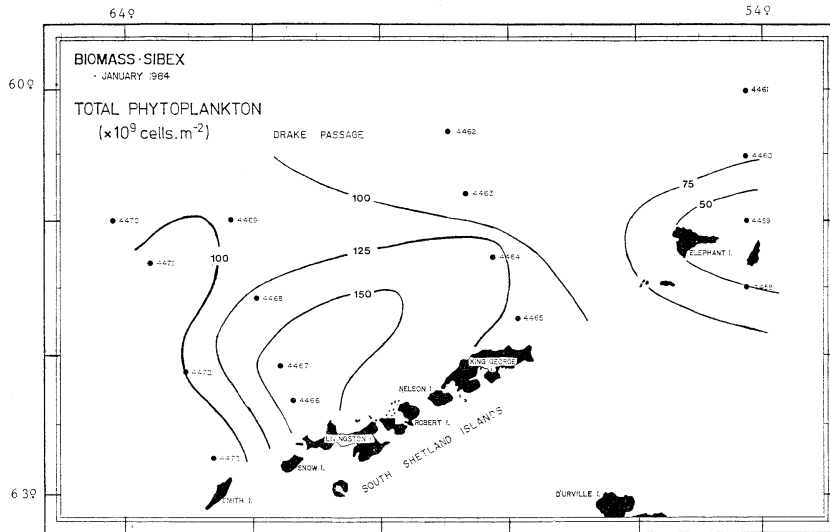 64º
54º
60º
63º
BIOMASS-SIBEX
· JANUARY 1984
TOTAL PHYTOPLANKTON
(×10⁹ cells.m⁻²)
DRAKE PASSAGE
4461
4462
4460
75
4463
100
50
4470
4469
4459
125
100
4464
ELEPHANT I.
4471
4458
150
4468
4465
4467
KING GEORGE
4472
NELSON I.
4466
ROBERT I.
LIVINGSTON I.
SOUTH SHETLAND ISLANDS
4473
SNOW I.
SMITH I.
D'URVILLE I.